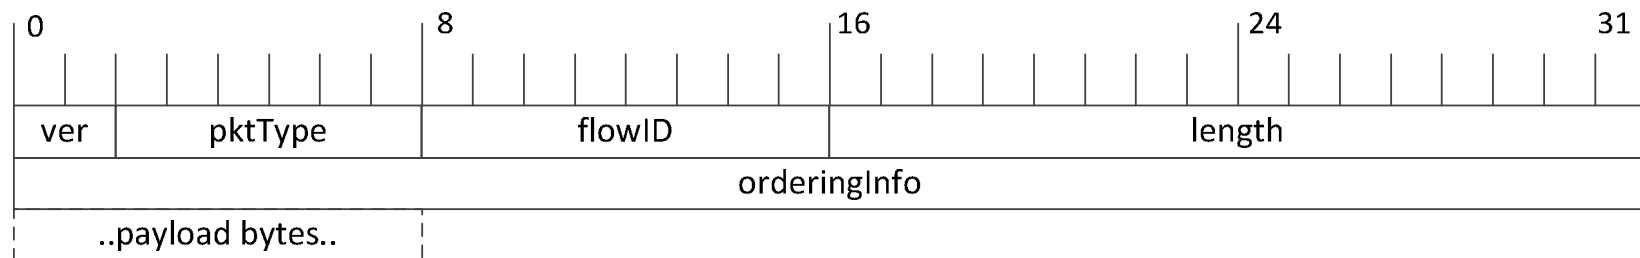 0 8 16 24 31
ver pktType flowID length
orderingInfo
..payload bytes..